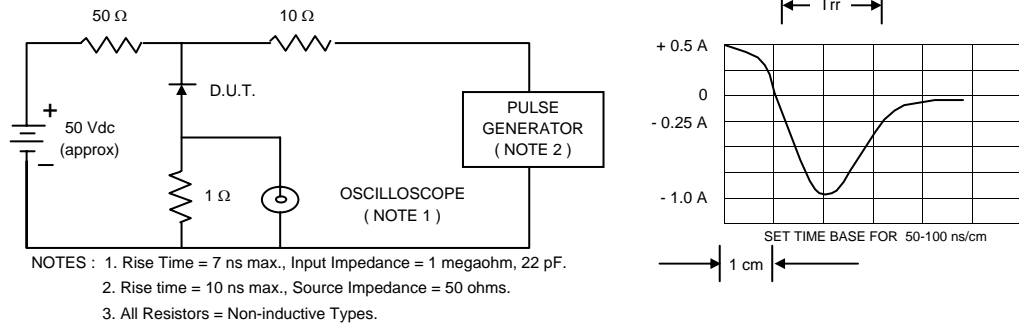 50 Ω
10 Ω
Trr
+ 0.5 A
0
- 0.25 A
- 1.0 A
D.U.T.
+
50 Vdc
(approx)
−
1 Ω
PULSE
GENERATOR
( NOTE 2 )
OSCILLOSCOPE
( NOTE 1 )
SET TIME BASE FOR 50-100 ns/cm
1 cm
NOTES : 1. Rise Time = 7 ns max., Input Impedance = 1 megaohm, 22 pF.
2. Rise time = 10 ns max., Source Impedance = 50 ohms.
3. All Resistors = Non-inductive Types.